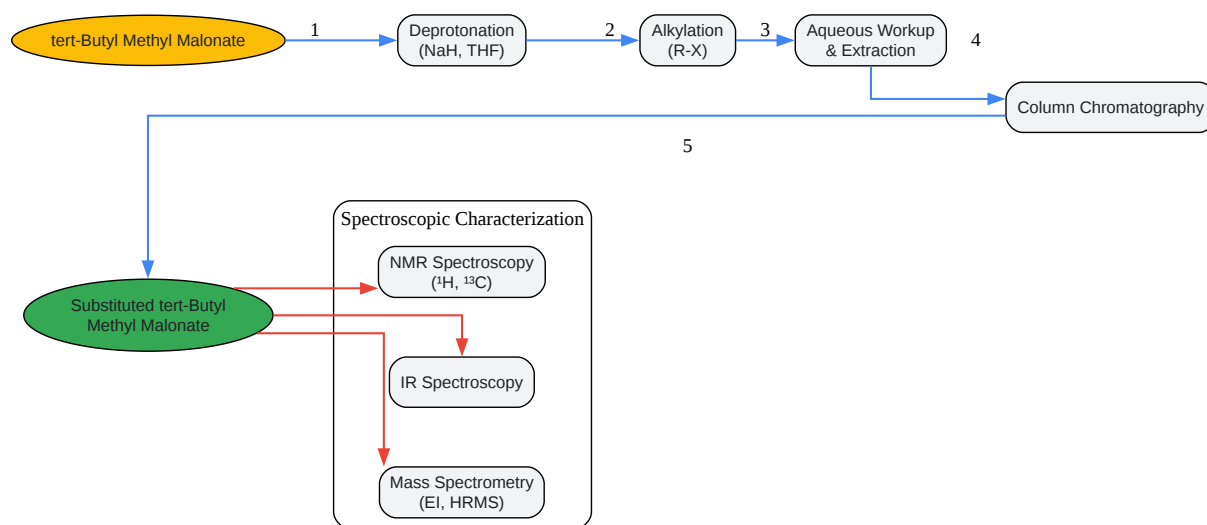 tert-Butyl Methyl Malonate
1
Deprotonation
(NaH, THF)
2
Alkylation
(R-X)
3
Aqueous Workup
& Extraction
4
Column Chromatography
5
Spectroscopic Characterization
NMR Spectroscopy
(¹H, ¹³C)
Substituted tert-Butyl
Methyl Malonate
IR Spectroscopy
Mass Spectrometry
(EI, HRMS)